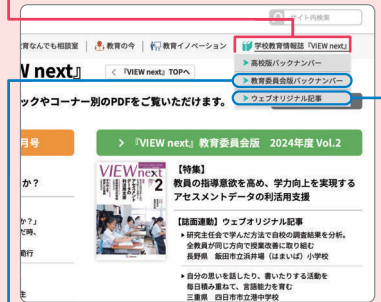 サイト内検索
育なんでも相談室
教育の今
教育イノベーション
学校教育情報誌『VIEW next』
高校版バックナンバー
教育委員会版バックナンバー
ウェブオリジナル記事
W next』
< 『VIEW next』TOPへ
ックやコーナー別のPDFをご覧いただけます。
月号
> 『VIEW next』教育委員会版 2024年度 Vol.2
か？
か？」
だ時、
範行
VIEW next
2
【特集】
教員の指導意欲を高め、学力向上を実現する
アセスメントデータの利活用支援
【誌面連動】ウェブオリジナル記事
▶研究主任会で学んだ方法で自校の調査結果を分析。
全教員が同じ方向で授業改善に取り組む
長野県 飯田市立浜井場（はまいば）小学校
▶自分の思いを話したり、書いたりする活動を
毎日積み重ねて、言語能力を育む
三重県 四日市市立港中学校